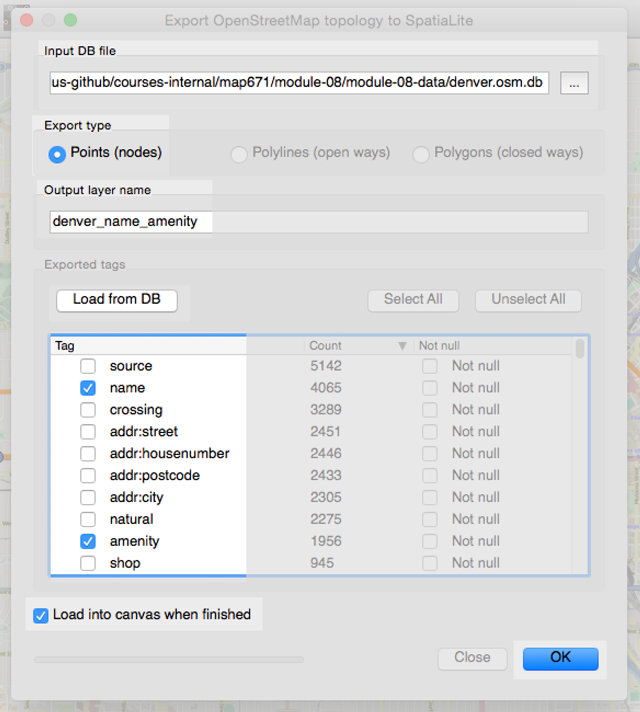 Export OpenStreetMap topology to SpatiaLite
Input DB file
us-github/courses-internal/map671/module-08/module-08-data/denver.osm.db ...
Export type
Points (nodes) Polylines (open ways) Polygons (closed ways)
Output layer name
denver_name_amenity
Exported tags
Load from DB Select All Unselect All
Tag Count Not null
source 5142 Not null
name 4065 Not null
crossing 3289 Not null
addr:street 2451 Not null
addr:housenumber 2446 Not null
addr:postcode 2433 Not null
addr:city 2305 Not null
natural 2275 Not null
amenity 1956 Not null
shop 945 Not null
Load into canvas when finished
Close OK